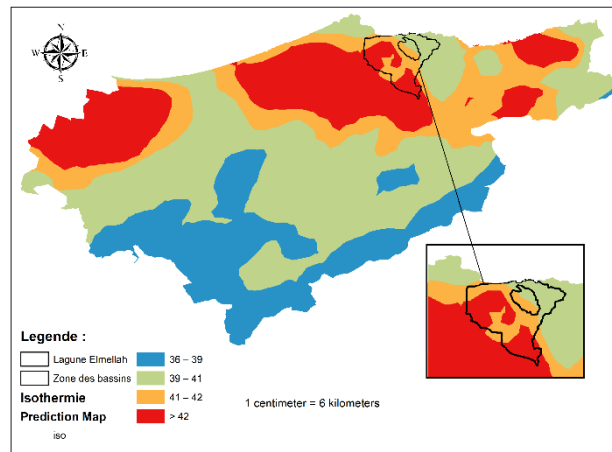 N
W E
S
Legende :
Lagune Elmellah
Zone des bassins
Isothermie
Prediction Map
iso
36 – 39
39 – 41
41 – 42
> 42
1 centimeter = 6 kilometers